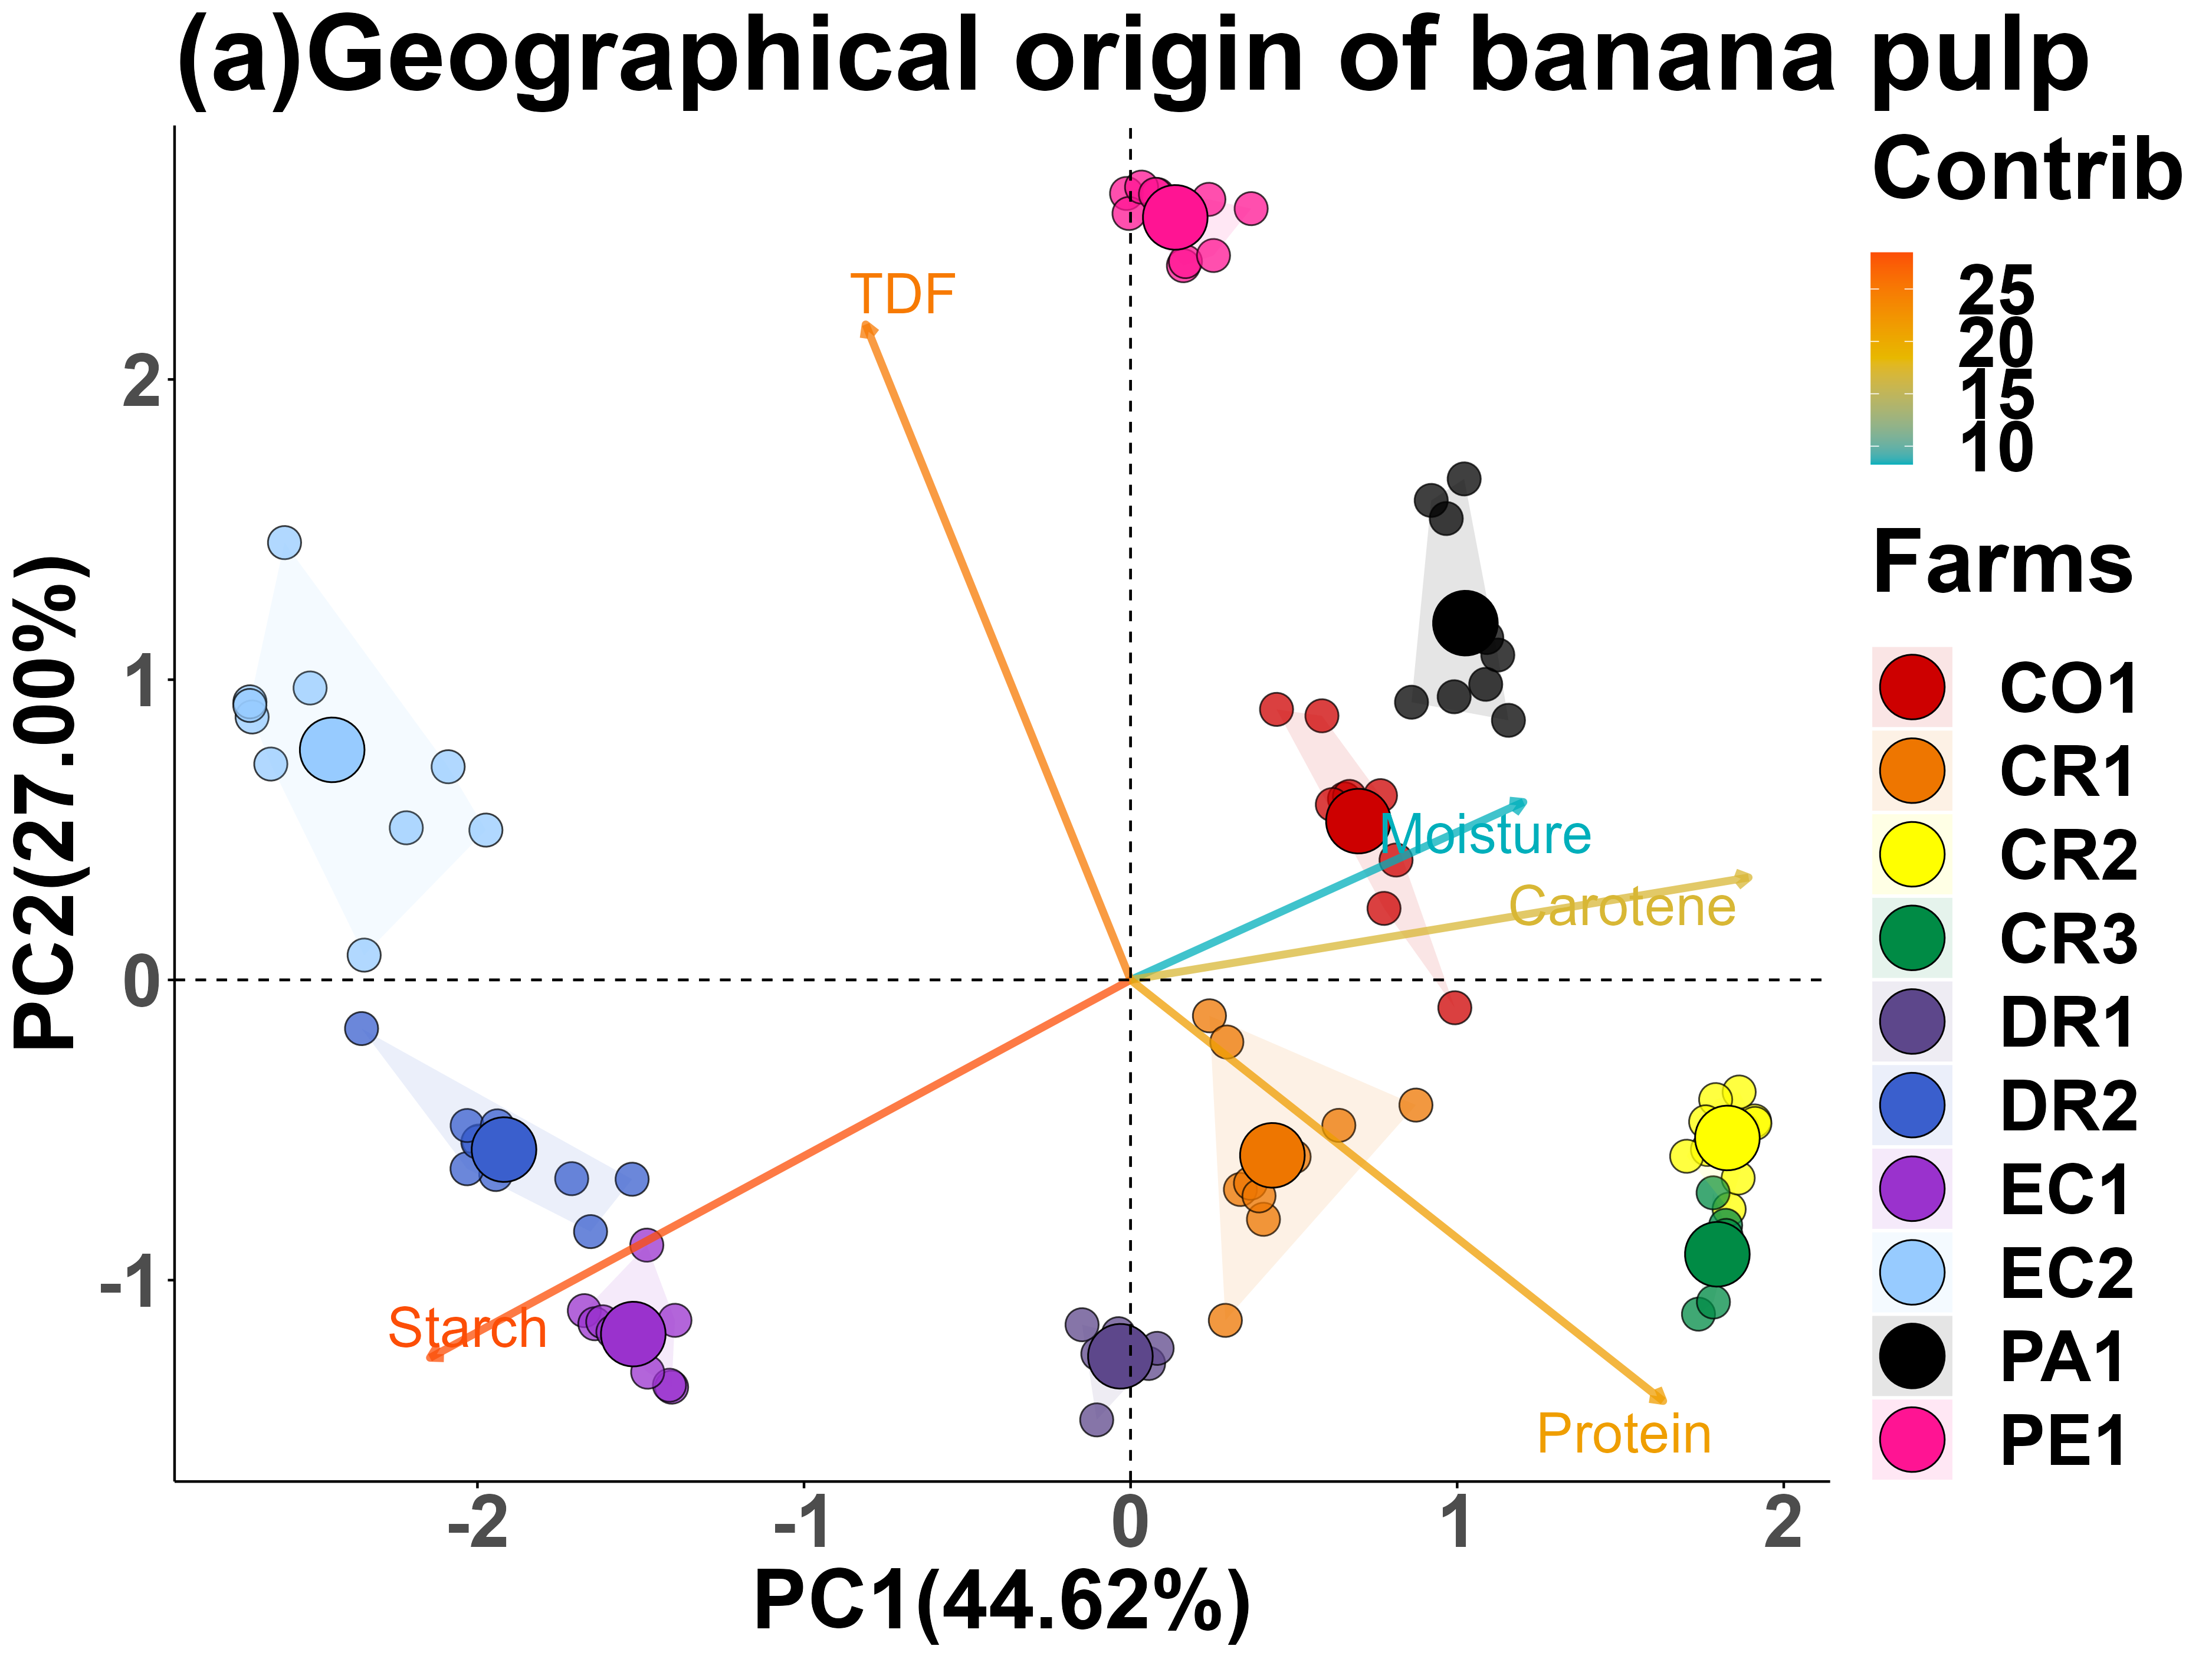 (a)Geographical origin of banana pulp
Contrib
25
20
15
10
Farms
CO1
CR1
CR2
CR3
DR1
DR2
EC1
EC2
PA1
PE1
TDF
Moisture
Carotene
Starch
Protein
PC2(27.00%)
2
1
0
-1
-2
-1
0
1
2
PC1(44.62%)